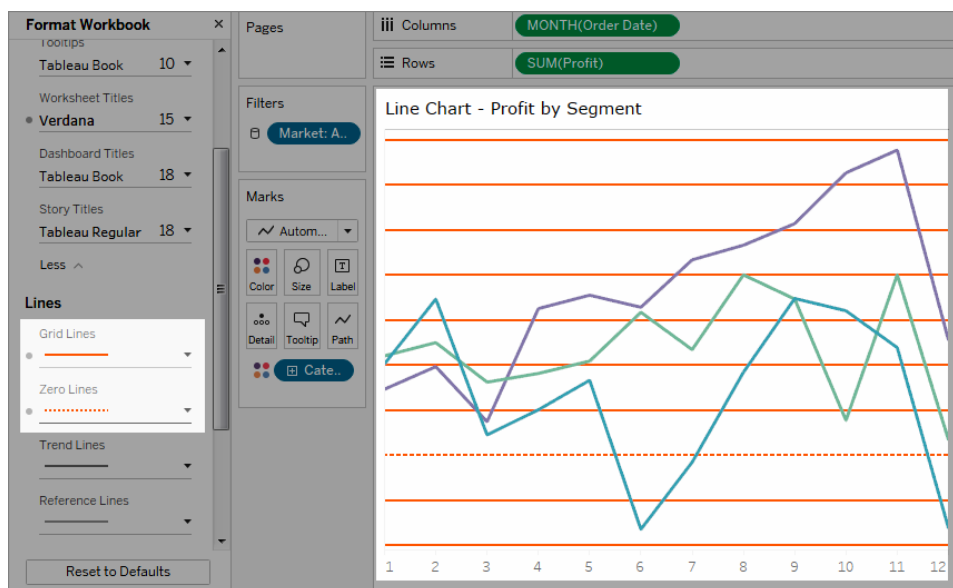 Format Workbook ×
Tooltips
Tableau Book 10
Worksheet Titles
Verdana 15
Dashboard Titles
Tableau Book 18
Story Titles
Tableau Regular 18
Less
Lines
Grid Lines
Zero Lines
Trend Lines
Reference Lines
Reset to Defaults
Pages
Filters
Market: A..
Marks
Autom...
Color Size Label
Detail Tooltip Path
Cate..
Columns MONTH(Order Date)
Rows SUM(Profit)
Line Chart - Profit by Segment
1 2 3 4 5 6 7 8 9 10 11 12